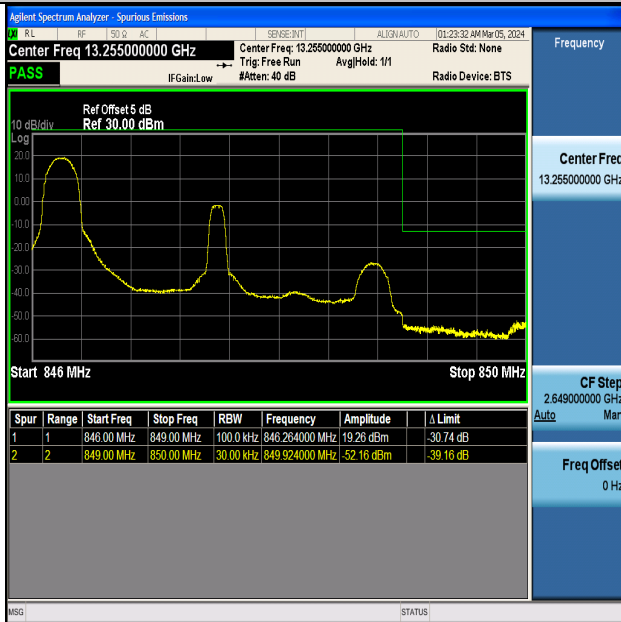 Agilent Spectrum Analyzer - Spurious Emissions
RL RF 50 Ω AC SENSE:INT ALIGN AUTO 01:23:32 AM Mar 05, 2024
Center Freq 13.255000000 GHz
Center Freq: 13.255000000 GHz
Radio Std: None
Trig: Free Run Avg|Hold: 1/1
PASS
IFGain:Low
#Atten: 40 dB
Radio Device: BTS
Frequency
Ref Offset 5 dB
10 dB/div Ref 30.00 dBm
Log
20.0
10.0
0.00
-10.0
-20.0
-30.0
-40.0
-50.0
-60.0
Start 846 MHz Stop 850 MHz
Spur Range Start Freq Stop Freq RBW Frequency Amplitude Δ Limit
1 1 846.00 MHz 849.00 MHz 100.0 kHz 846.264000 MHz 19.26 dBm -30.74 dB
2 2 849.00 MHz 850.00 MHz 30.00 kHz 849.924000 MHz -52.16 dBm -39.16 dB
Center Freq
13.255000000 GHz
CF Step
2.649000000 GHz
Auto Man
Freq Offset
0 Hz
MSG STATUS